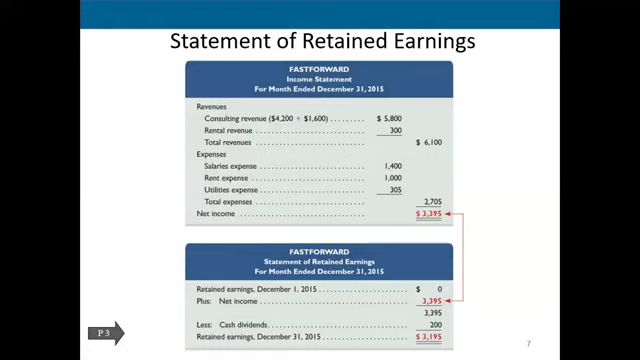 Statement of Retained Earnings
FASTFORWARD
Income Statement
For Month Ended December 31, 2015
Revenues
Consulting revenue ($4,200 + $1,600) . . . . . . . . . $ 5,800
Rental revenue . . . . . . . . . . . . . . . . . . . . . . . . . . . 300
Total revenues . . . . . . . . . . . . . . . . . . . . . . . . . . . $ 6,100
Expenses
Salaries expense . . . . . . . . . . . . . . . . . . . . . . . . . . 1,400
Rent expense . . . . . . . . . . . . . . . . . . . . . . . . . . . . 1,000
Utilities expense . . . . . . . . . . . . . . . . . . . . . . . . . . 305
Total expenses . . . . . . . . . . . . . . . . . . . . . . . . . . . 2,705
Net income . . . . . . . . . . . . . . . . . . . . . . . . . . . . . . $ 3,395
FASTFORWARD
Statement of Retained Earnings
For Month Ended December 31, 2015
Retained earnings, December 1, 2015 . . . . . . . . . . . . . . . . . . $ 0
Plus: Net income . . . . . . . . . . . . . . . . . . . . . . . . . . . . . . 3,395
3,395
Less: Cash dividends . . . . . . . . . . . . . . . . . . . . . . . . . . . . 200
Retained earnings, December 31, 2015 . . . . . . . . . . . . . . . . . $ 3,195
P 3
7